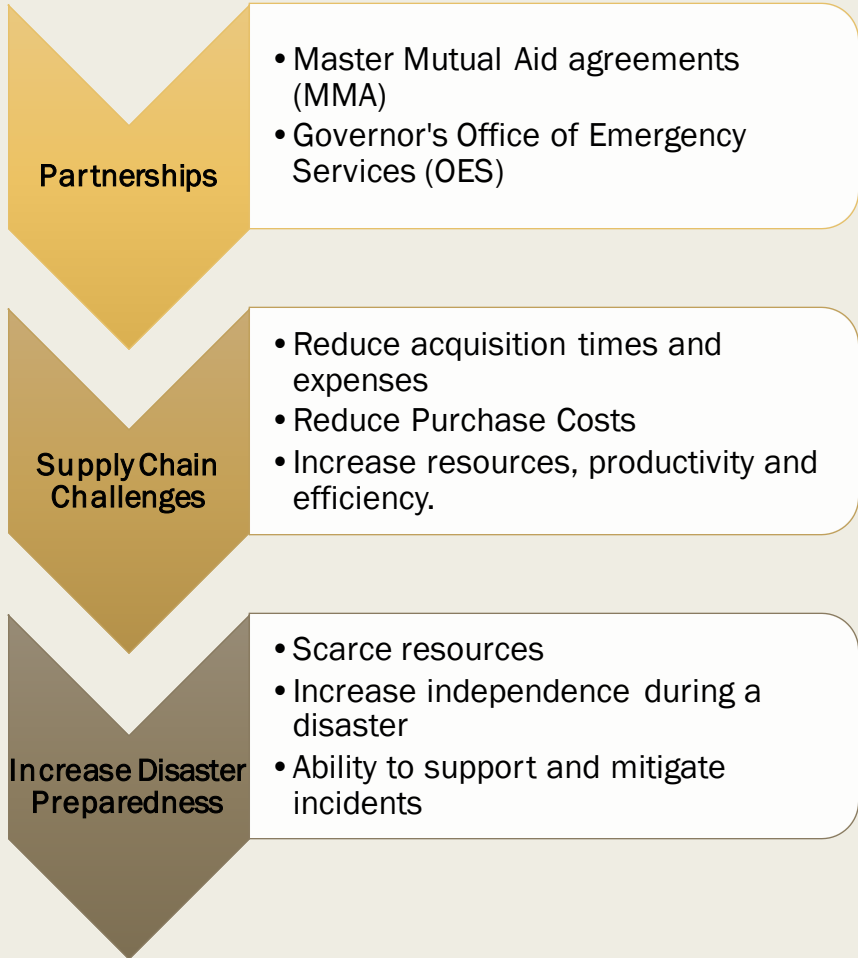 Partnerships
• Master Mutual Aid agreements
(MMA)
• Governor's Office of Emergency
Services (OES)
Supply Chain
Challenges
• Reduce acquisition times and
expenses
• Reduce Purchase Costs
• Increase resources, productivity and
efficiency.
Increase Disaster
Preparedness
• Scarce resources
• Increase independence during a
disaster
• Ability to support and mitigate
incidents